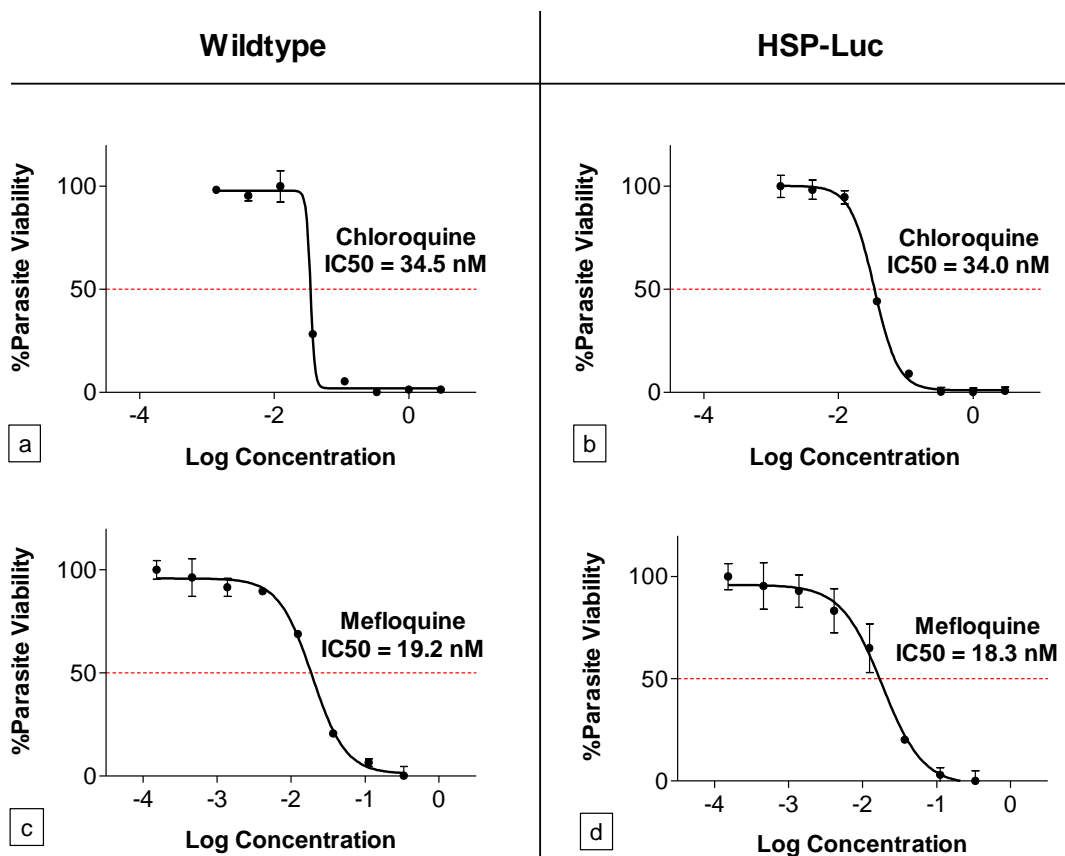 Wildtype
HSP-Luc
%Parasite Viability
100
50
0
Chloroquine
IC50 = 34.5 nM
-4
-2
0
Log Concentration
a
%Parasite Viability
100
50
0
Chloroquine
IC50 = 34.0 nM
-4
-2
0
Log Concentration
b
%Parasite Viability
100
50
0
Mefloquine
IC50 = 19.2 nM
-4
-3
-2
-1
0
Log Concentration
c
%Parasite Viability
100
50
0
Mefloquine
IC50 = 18.3 nM
-4
-3
-2
-1
0
Log Concentration
d